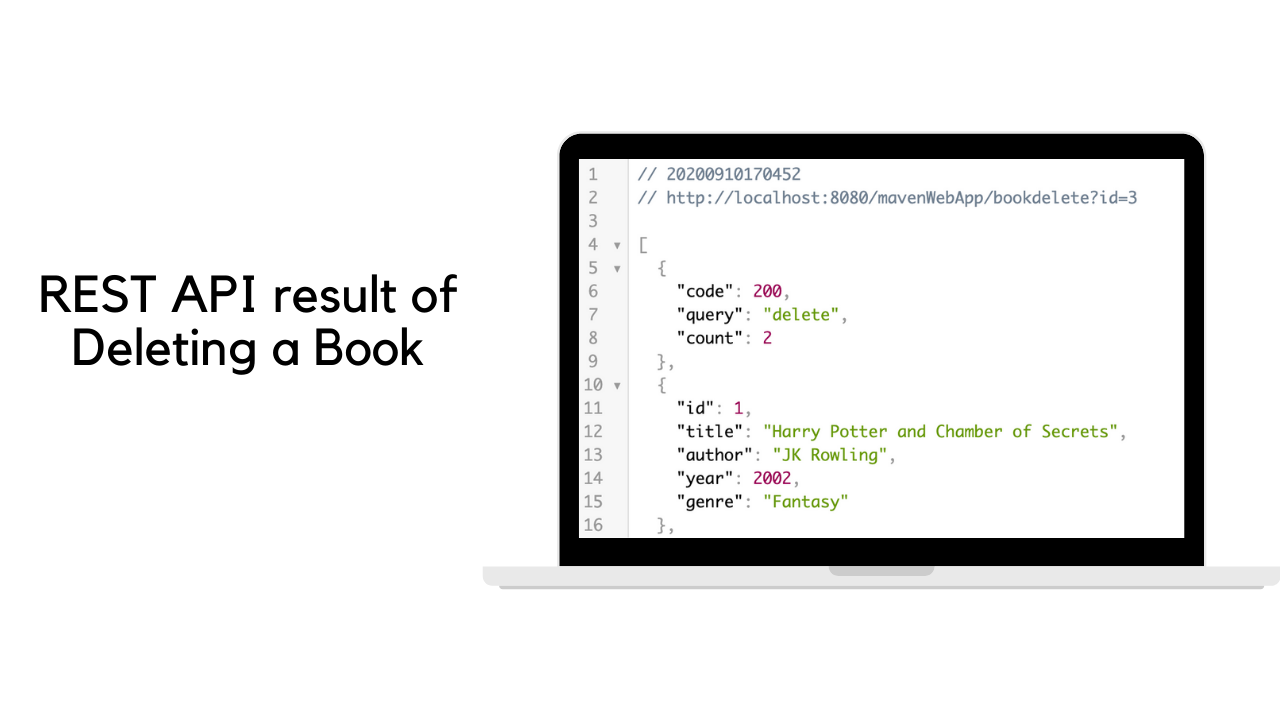 REST API result of
Deleting a Book
1 // 20200910170452
2 // http://localhost:8080/mavenWebApp/bookdelete?id=3
3
4 ▾ [
5 ▾ {
6 "code": 200,
7 "query": "delete",
8 "count": 2
9 },
10 ▾ {
11 "id": 1,
12 "title": "Harry Potter and Chamber of Secrets",
13 "author": "JK Rowling",
14 "year": 2002,
15 "genre": "Fantasy"
16 },